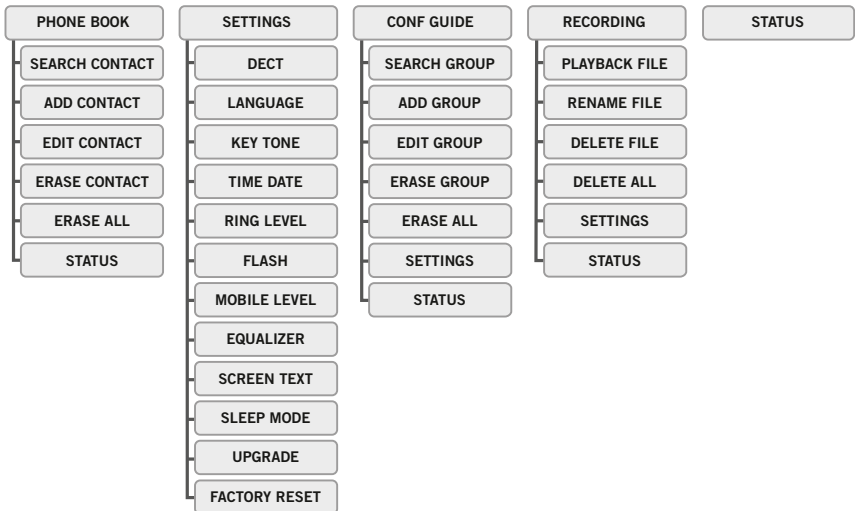 PHONE BOOK
SEARCH CONTACT
ADD CONTACT
EDIT CONTACT
ERASE CONTACT
ERASE ALL
STATUS
SETTINGS
DECT
LANGUAGE
KEY TONE
TIME DATE
RING LEVEL
FLASH
MOBILE LEVEL
EQUALIZER
SCREEN TEXT
SLEEP MODE
UPGRADE
FACTORY RESET
CONF GUIDE
SEARCH GROUP
ADD GROUP
EDIT GROUP
ERASE GROUP
ERASE ALL
SETTINGS
STATUS
RECORDING
PLAYBACK FILE
RENAME FILE
DELETE FILE
DELETE ALL
SETTINGS
STATUS
STATUS